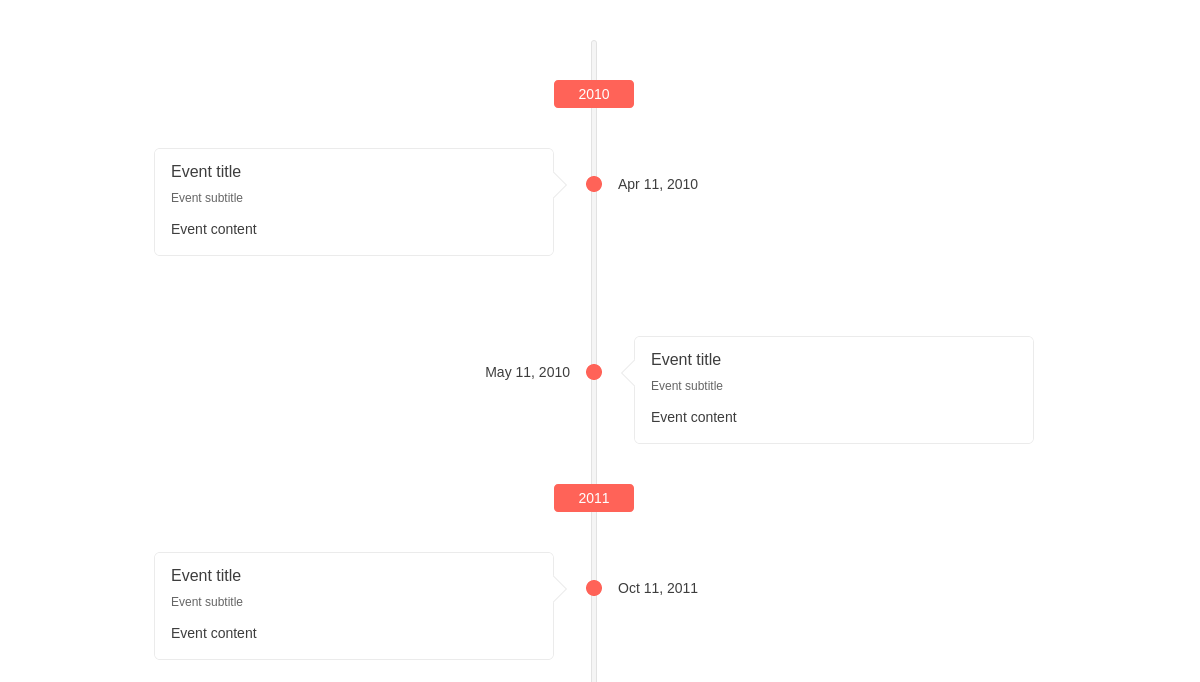 2010
Event title
Event subtitle
Event content
Apr 11, 2010
May 11, 2010
Event title
Event subtitle
Event content
2011
Event title
Event subtitle
Event content
Oct 11, 2011